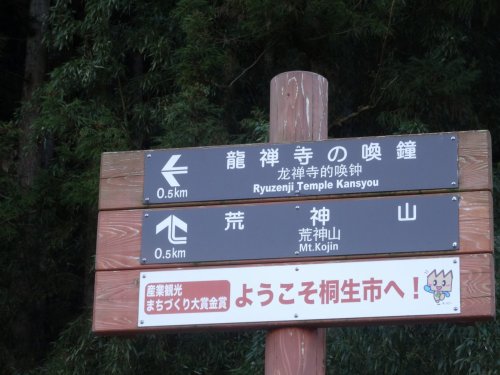 龍禅寺の喚鐘
龙禅寺的唤钟
Ryuzenji Temple Kansyou
0.5km
荒神山
荒神山
Mt.Kojin
0.5km
産業観光
まちづくり大賞金賞
ようこそ桐生市へ!